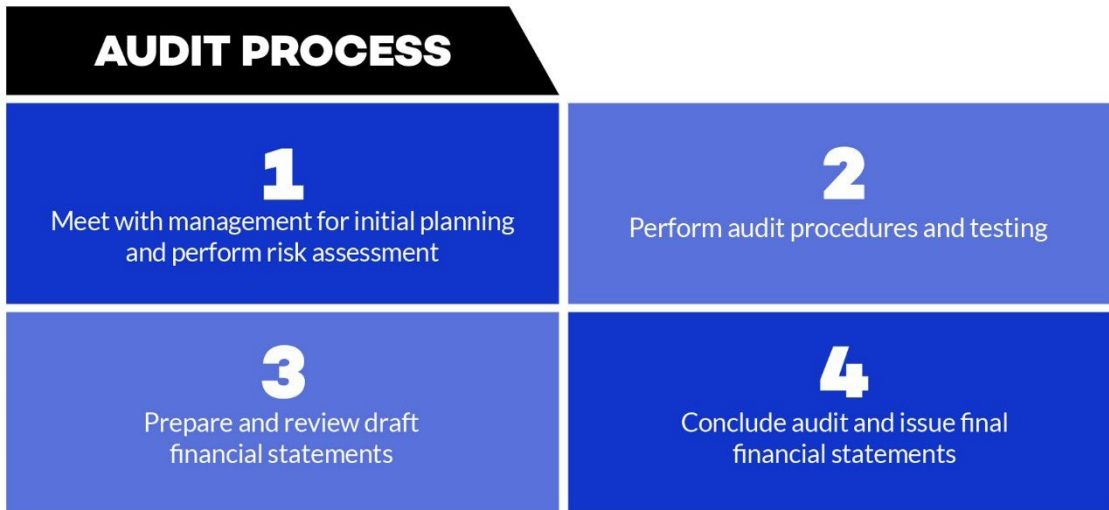 AUDIT PROCESS
1
Meet with management for initial planning
and perform risk assessment
2
Perform audit procedures and testing
3
Prepare and review draft
financial statements
4
Conclude audit and issue final
financial statements